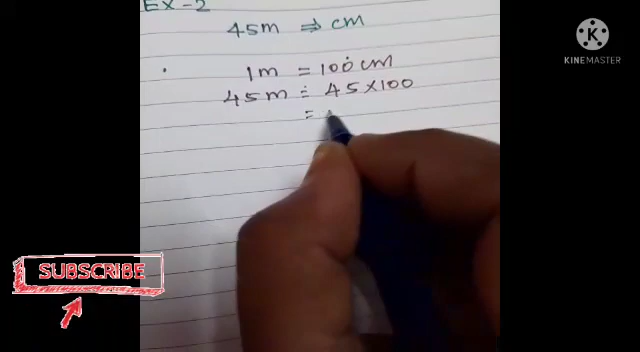 Ex-2
45m ⇒ cm
1m = 100 cm
45m = 45×100
=
KINEMASTER
SUBSCRIBE